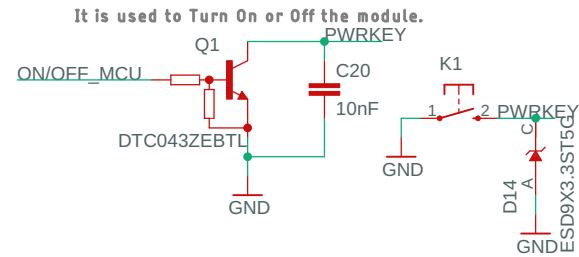 It is used to Turn On or Off the module.
Q1
PWRKEY
ON/OFF_MCU
C20
10nF
DTC043ZEBTL
GND
K1
1
2
PWRKEY
GND
C
A
D14
ESD9X3.3ST5G
GND